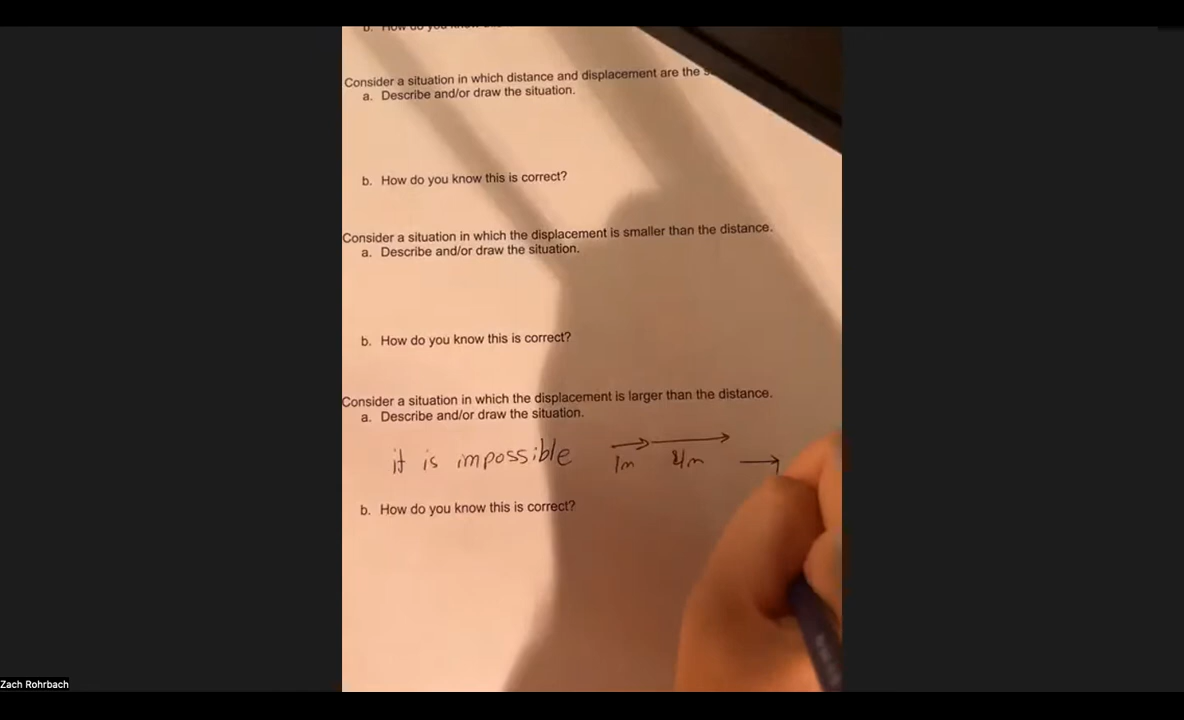 Consider a situation in which distance and displacement are the
a. Describe and/or draw the situation.
b. How do you know this is correct?
Consider a situation in which the displacement is smaller than the distance.
a. Describe and/or draw the situation.
b. How do you know this is correct?
Consider a situation in which the displacement is larger than the distance.
a. Describe and/or draw the situation.
it is impossible 1m
b. How do you know this is correct?
Zach Rohrbach